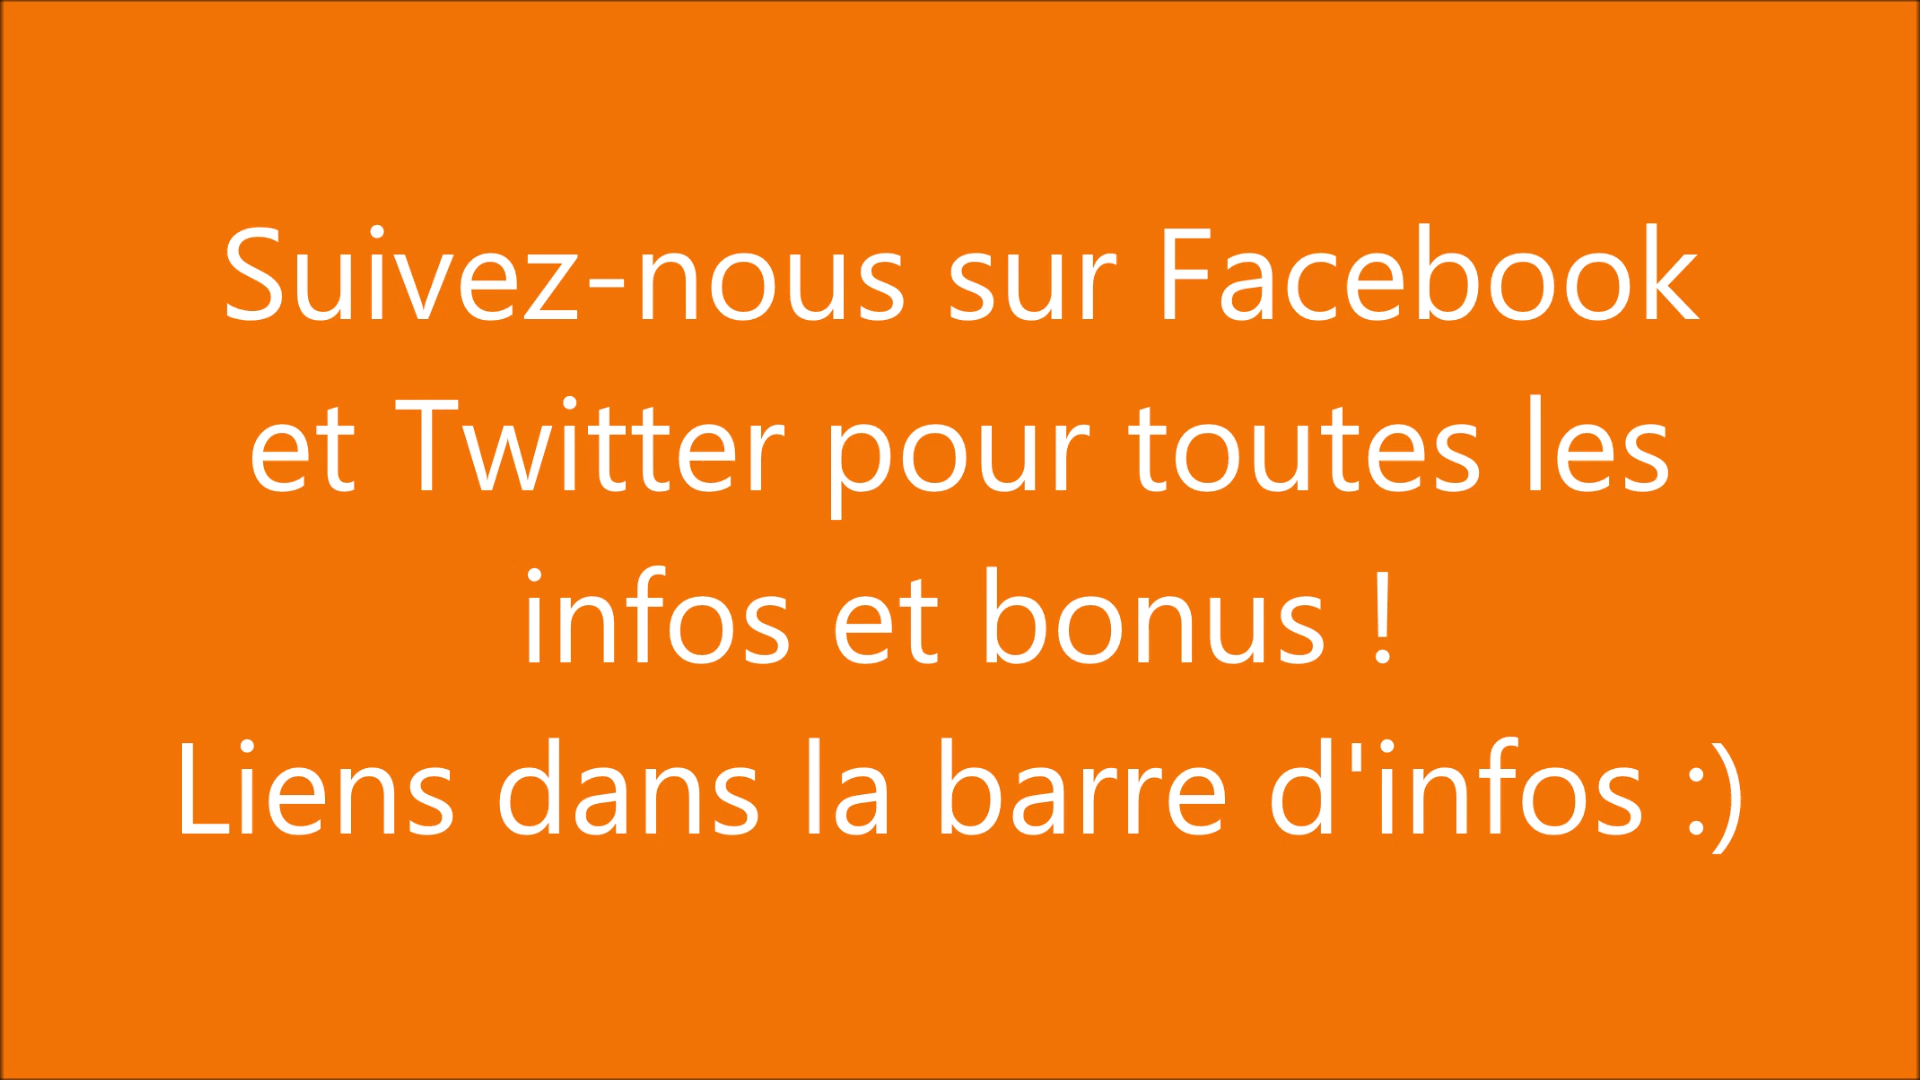 Suivez-nous sur Facebook
et Twitter pour toutes les
infos et bonus !
Liens dans la barre d'infos :)